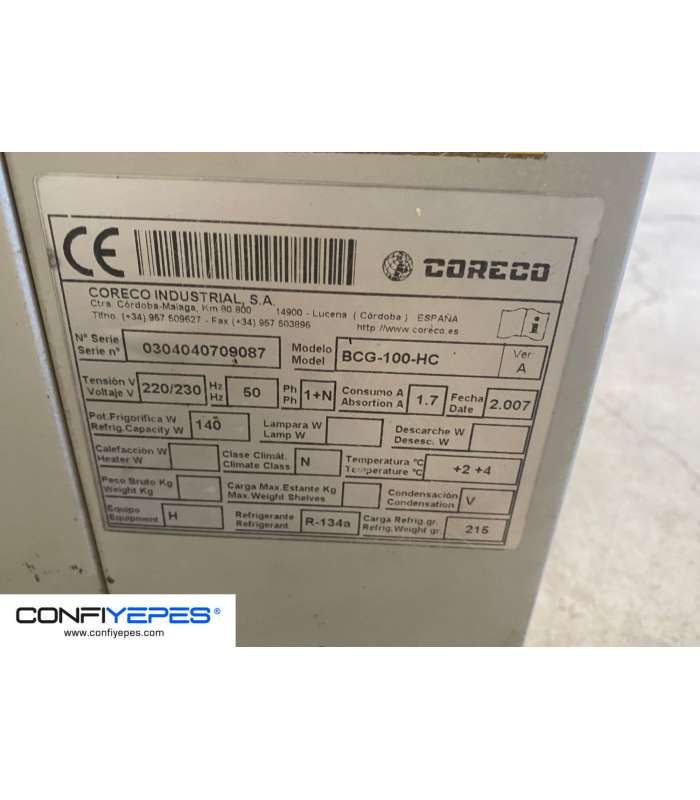 CE
CORECO
CORECO INDUSTRIAL, S.A.
Ctra. Córdoba-Malaga, Km 80.800 14900 - Lucena ( Córdoba ) ESPAÑA
Tlfno. (+34) 957 509627 - Fax (+34) 957 503896 http://www.coreco.es
Nº Serie
Serie nº
0304040709087
Modelo
Model
BCG-100-HC
Ver.
A
Tensión V
Voltaje V
220/230
Hz
Hz
50
Ph
Ph
1+N
Consumo A
Absortion A
1.7
Fecha
Date
2.007
Pot.Frigorífica W
Refrig.Capacity W
140
Lampara W
Lamp W
Descarche W
Desesc. W
Calefacción W
Heater W
Clase Climát.
Climate Class
N
Temperatura ºC
Temperature ºC
+2 +4
Peso Bruto Kg
Weight Kg
Carga Max.Estante Kg
Max.Weight Shelves
Condensación
Condensation
V
Equipo
Equipment
H
Refrigerante
Refrigerant
R-134a
Carga Refrig.gr.
Refrig.Weight gr.
215
CONFIYEPES®
www.confiyepes.com